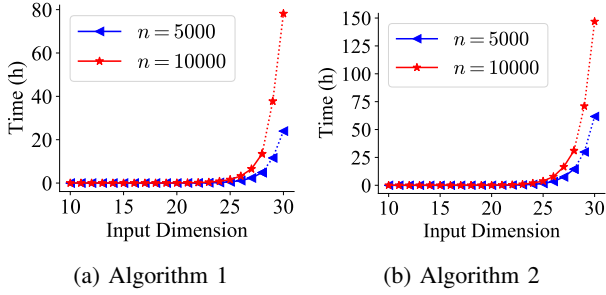 80
60
40
20
0
Time (h)
n = 5000
n = 10000
10
15
20
25
30
Input Dimension
(a) Algorithm 1
150
125
100
75
50
25
0
Time (h)
n = 5000
n = 10000
10
15
20
25
30
Input Dimension
(b) Algorithm 2